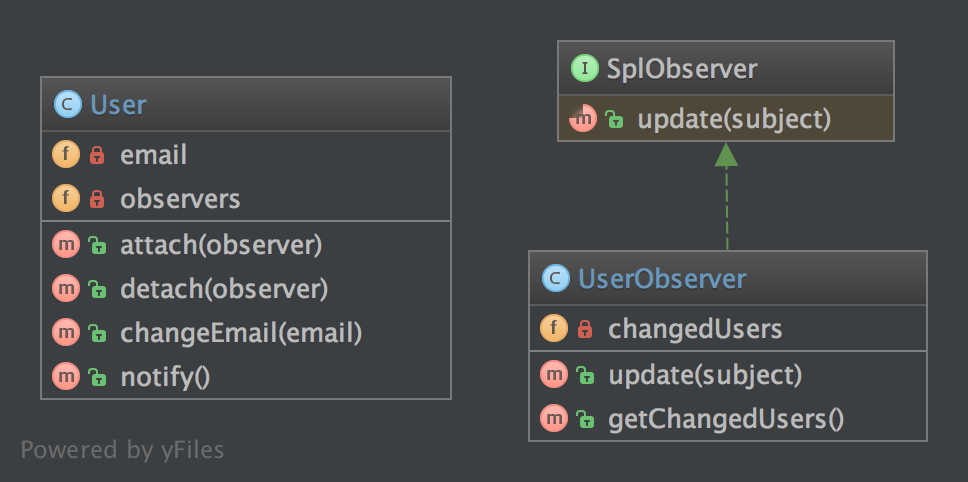 C User
f email
f observers
m attach(observer)
m detach(observer)
m changeEmail(email)
m notify()
I SplObserver
m update(subject)
C UserObserver
f changedUsers
m update(subject)
m getChangedUsers()
Powered by yFiles